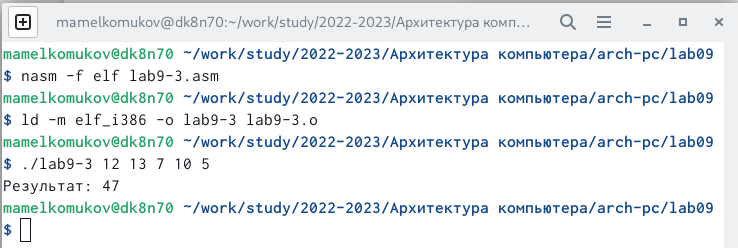 mamelkomukov@dk8n70:~/work/study/2022-2023/Архитектура комп...
mamelkomukov@dk8n70 ~/work/study/2022-2023/Архитектура компьютера/arch-pc/lab09
$ nasm -f elf lab9-3.asm
mamelkomukov@dk8n70 ~/work/study/2022-2023/Архитектура компьютера/arch-pc/lab09
$ ld -m elf_i386 -o lab9-3 lab9-3.o
mamelkomukov@dk8n70 ~/work/study/2022-2023/Архитектура компьютера/arch-pc/lab09
$ ./lab9-3 12 13 7 10 5
Результат: 47
mamelkomukov@dk8n70 ~/work/study/2022-2023/Архитектура компьютера/arch-pc/lab09
$